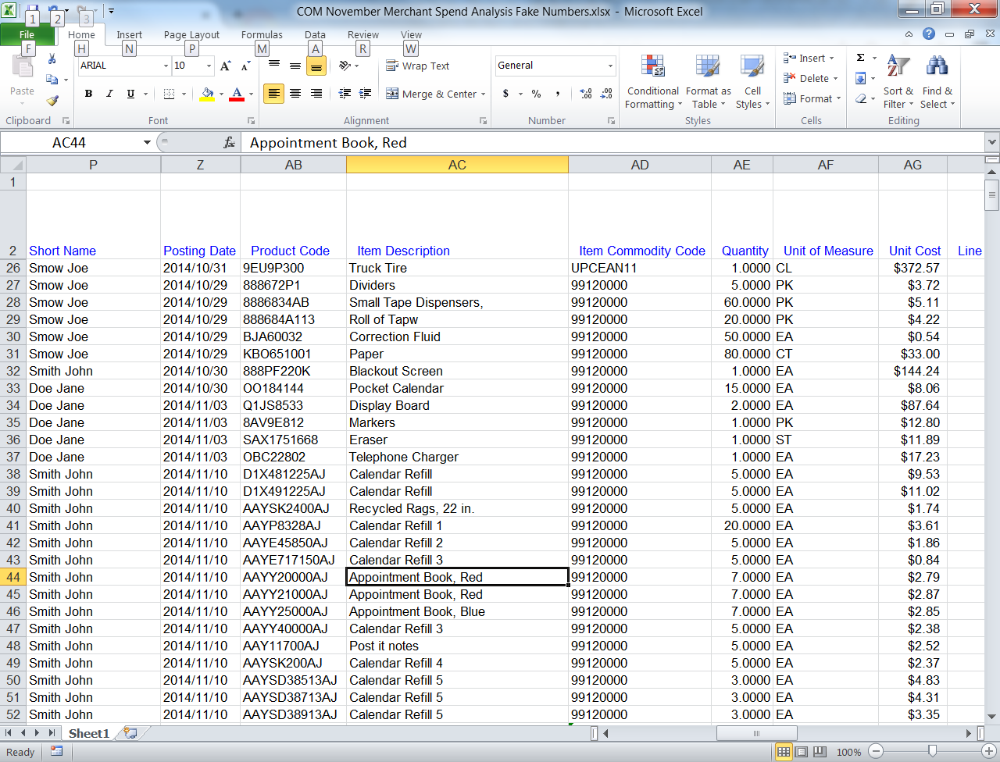 COM November Merchant Spend Analysis Fake Numbers.xlsx - Microsoft Excel
1 2 3
File Home Insert Page Layout Formulas Data Review View
F H N P M A R W
Paste
Clipboard
ARIAL 10
B I U A
Font
Wrap Text
Merge & Center
Alignment
General
$ % ,
Number
Conditional Formatting
Format as Table
Cell Styles
Styles
Insert
Delete
Format
Cells
Σ
Sort & Filter
Find & Select
Editing
AC44 fx Appointment Book, Red
P Z AB AC AD AE AF AG
1
2 Short Name Posting Date Product Code Item Description Item Commodity Code Quantity Unit of Measure Unit Cost Line
26 Smow Joe 2014/10/31 9EU9P300 Truck Tire UPCEAN11 1.0000 CL $372.57
27 Smow Joe 2014/10/29 888672P1 Dividers 99120000 5.0000 PK $3.72
28 Smow Joe 2014/10/29 8886834AB Small Tape Dispensers, 99120000 60.0000 PK $5.11
29 Smow Joe 2014/10/29 888684A113 Roll of Tapw 99120000 20.0000 PK $4.22
30 Smow Joe 2014/10/29 BJA60032 Correction Fluid 99120000 50.0000 EA $0.54
31 Smow Joe 2014/10/29 KBO651001 Paper 99120000 80.0000 CT $33.00
32 Smith John 2014/10/30 888PF220K Blackout Screen 99120000 1.0000 EA $144.24
33 Doe Jane 2014/10/30 OO184144 Pocket Calendar 99120000 15.0000 EA $8.06
34 Doe Jane 2014/11/03 Q1JS8533 Display Board 99120000 2.0000 EA $87.64
35 Doe Jane 2014/11/03 8AV9E812 Markers 99120000 1.0000 PK $12.80
36 Doe Jane 2014/11/03 SAX1751668 Eraser 99120000 1.0000 ST $11.89
37 Doe Jane 2014/11/03 OBC22802 Telephone Charger 99120000 1.0000 EA $17.23
38 Smith John 2014/11/10 D1X481225AJ Calendar Refill 99120000 5.0000 EA $9.53
39 Smith John 2014/11/10 D1X491225AJ Calendar Refill 99120000 5.0000 EA $11.02
40 Smith John 2014/11/10 AAYSK2400AJ Recycled Rags, 22 in. 99120000 5.0000 EA $1.74
41 Smith John 2014/11/10 AAYP8328AJ Calendar Refill 1 99120000 20.0000 EA $3.61
42 Smith John 2014/11/10 AAYE45850AJ Calendar Refill 2 99120000 5.0000 EA $1.86
43 Smith John 2014/11/10 AAYE717150AJ Calendar Refill 3 99120000 5.0000 EA $0.84
44 Smith John 2014/11/10 AAYY20000AJ Appointment Book, Red 99120000 7.0000 EA $2.79
45 Smith John 2014/11/10 AAYY21000AJ Appointment Book, Red 99120000 7.0000 EA $2.87
46 Smith John 2014/11/10 AAYY25000AJ Appointment Book, Blue 99120000 7.0000 EA $2.85
47 Smith John 2014/11/10 AAYY40000AJ Calendar Refill 3 99120000 5.0000 EA $2.38
48 Smith John 2014/11/10 AAY11700AJ Post it notes 99120000 5.0000 EA $2.52
49 Smith John 2014/11/10 AAYSK200AJ Calendar Refill 4 99120000 5.0000 EA $2.37
50 Smith John 2014/11/10 AAYSD38513AJ Calendar Refill 5 99120000 3.0000 EA $4.83
51 Smith John 2014/11/10 AAYSD38713AJ Calendar Refill 5 99120000 3.0000 EA $4.31
52 Smith John 2014/11/10 AAYSD38913AJ Calendar Refill 5 99120000 3.0000 EA $3.35
Sheet1
Ready 100%